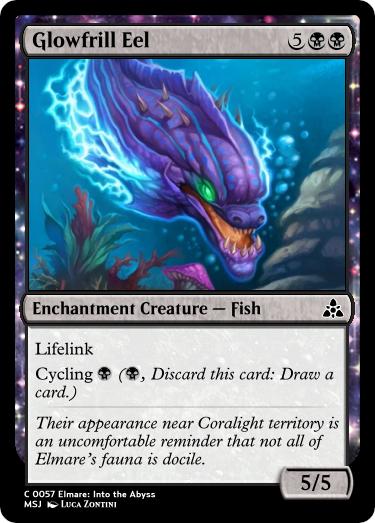 Glowfrill Eel 5
Enchantment Creature — Fish
Lifelink
Cycling (, Discard this card: Draw a
card.)
Their appearance near Coralight territory is
an uncomfortable reminder that not all of
Elmare's fauna is docile.
5/5
C 0057 Elmare: Into the Abyss
MSJ Luca Zontini